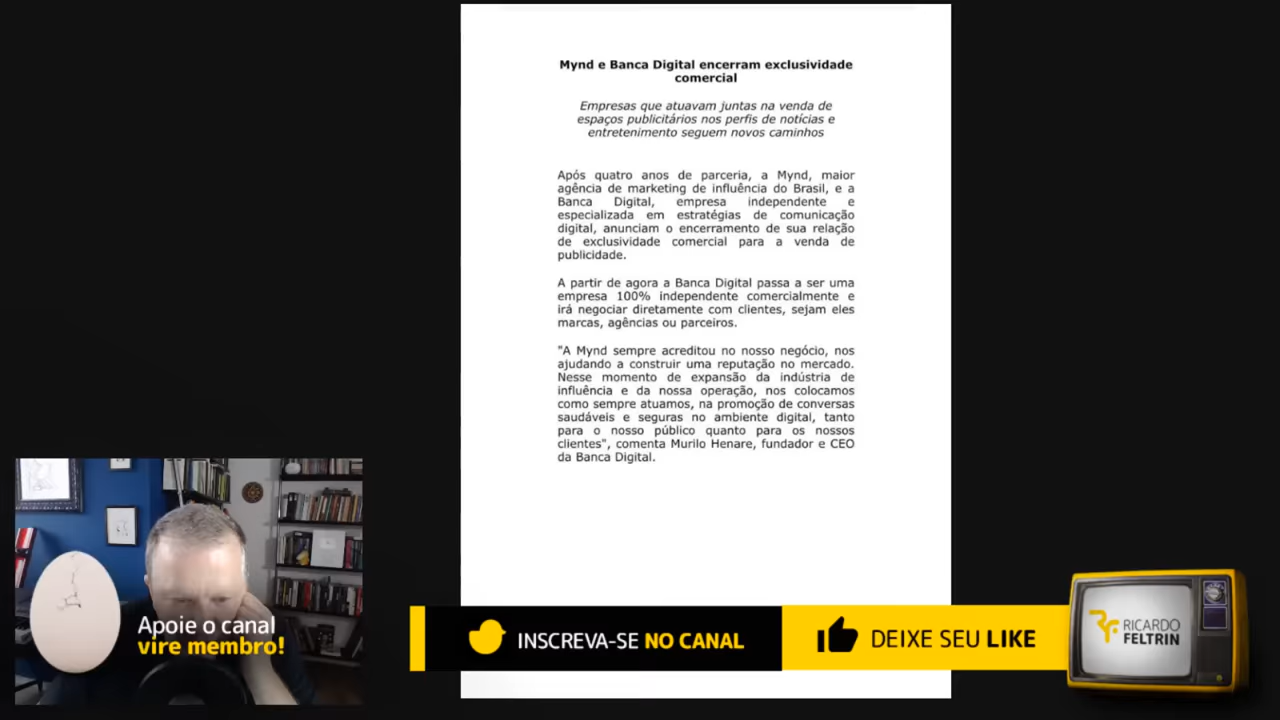 Mynd e Banca Digital encerram exclusividade
comercial
Empresas que atuavam juntas na venda de
espaços publicitários nos perfis de notícias e
entretenimento seguem novos caminhos
Após quatro anos de parceria, a Mynd, maior
agência de marketing de influência do Brasil, e a
Banca Digital, empresa independente e
especializada em estratégias de comunicação
digital, anunciam o encerramento de sua relação
de exclusividade comercial para a venda de
publicidade.
A partir de agora a Banca Digital passa a ser uma
empresa 100% independente comercialmente e
irá negociar diretamente com clientes, sejam eles
marcas, agências ou parceiros.
"A Mynd sempre acreditou no nosso negócio, nos
ajudando a construir uma reputação no mercado.
Nesse momento de expansão da indústria de
influência e da nossa operação, nos colocamos
como sempre atuamos, na promoção de conversas
saudáveis e seguras no ambiente digital, tanto
para o nosso público quanto para os nossos
clientes", comenta Murilo Henare, fundador e CEO
da Banca Digital.
Apoie o canal
vire membro!
INSCREVA-SE NO CANAL
DEIXE SEU LIKE
RICARDO
FELTRIN